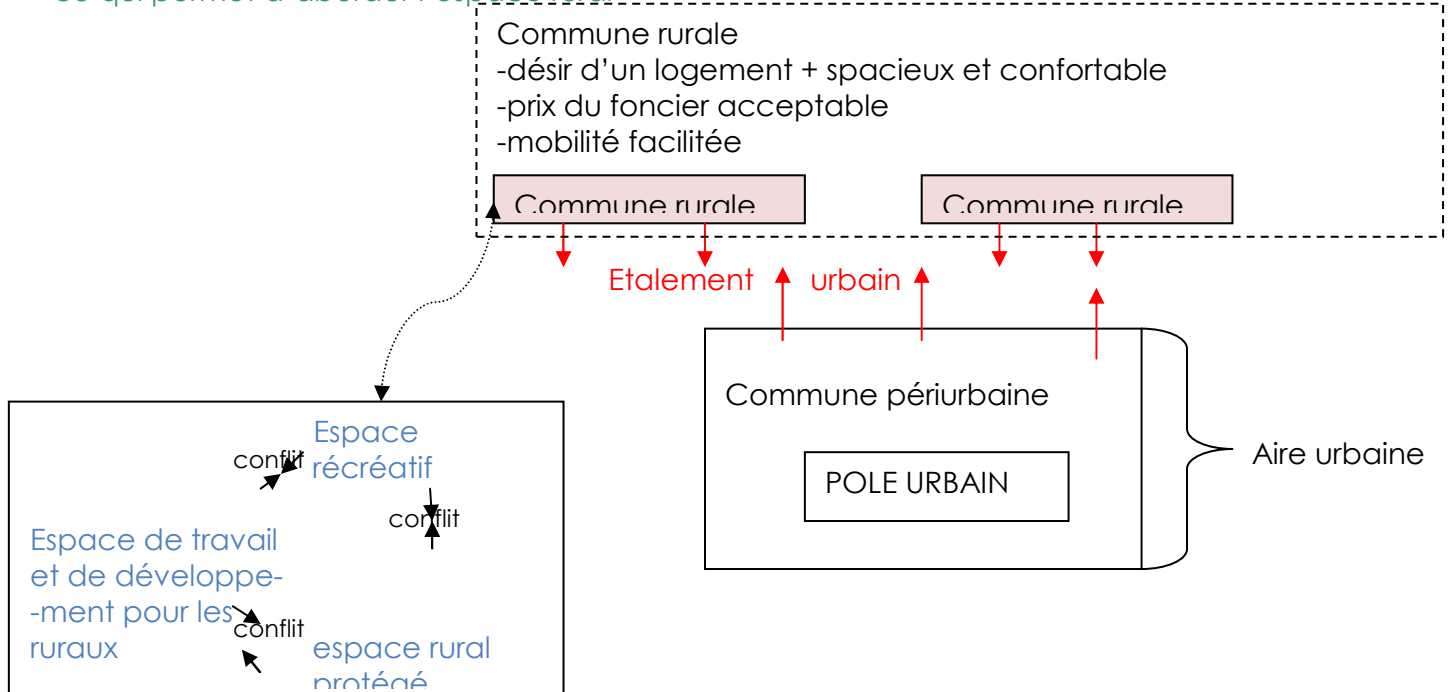 Commune rurale
-désir d’un logement + spacieux et confortable
-prix du foncier acceptable
-mobilité facilitée
Commune rurale
Commune rurale
Etalement urbain
Commune périurbaine
POLE URBAIN
Aire urbaine
Espace
récréatif
conflit
conflit
Espace de travail
et de développe-
-ment pour les
ruraux
conflit
espace rural
protégé